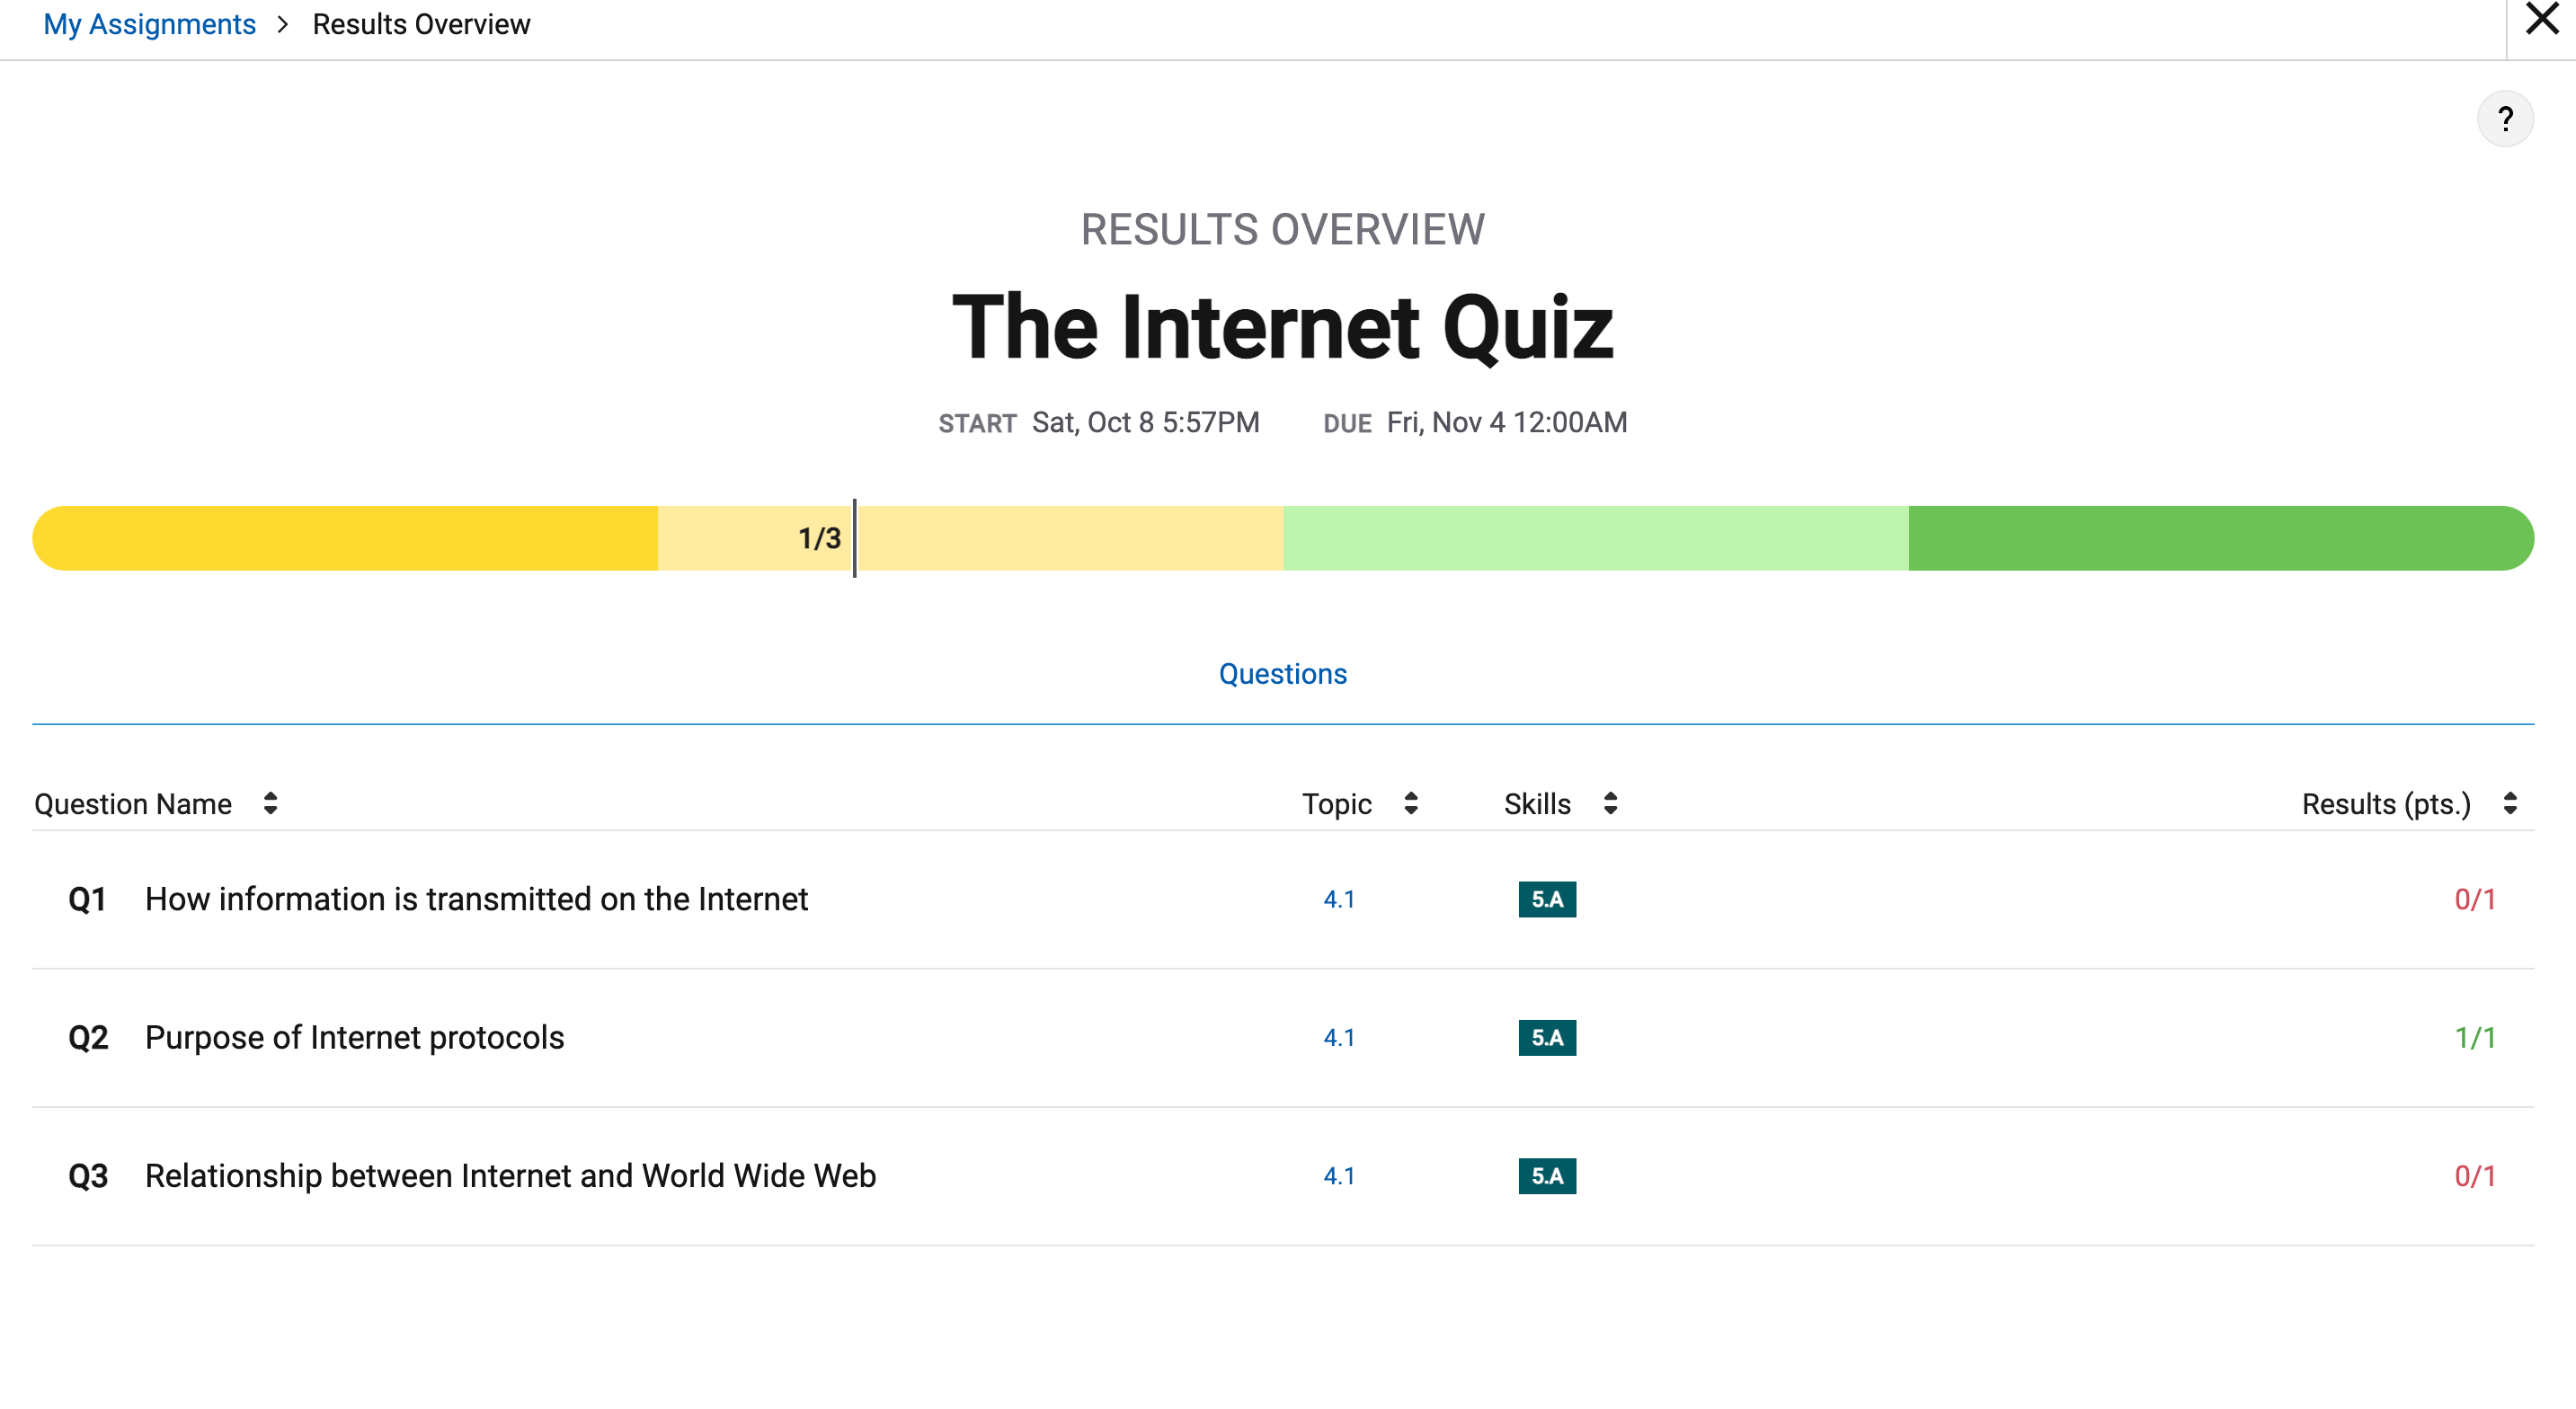 My Assignments > Results Overview
?
RESULTS OVERVIEW
The Internet Quiz
START Sat, Oct 8 5:57PM DUE Fri, Nov 4 12:00AM
1/3
Questions
Question Name Topic Skills Results (pts.)
Q1 How information is transmitted on the Internet 4.1 5.A 0/1
Q2 Purpose of Internet protocols 4.1 5.A 1/1
Q3 Relationship between Internet and World Wide Web 4.1 5.A 0/1